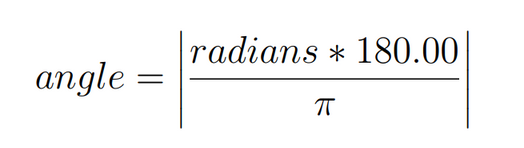 angle = | radians * 180.00 / π |